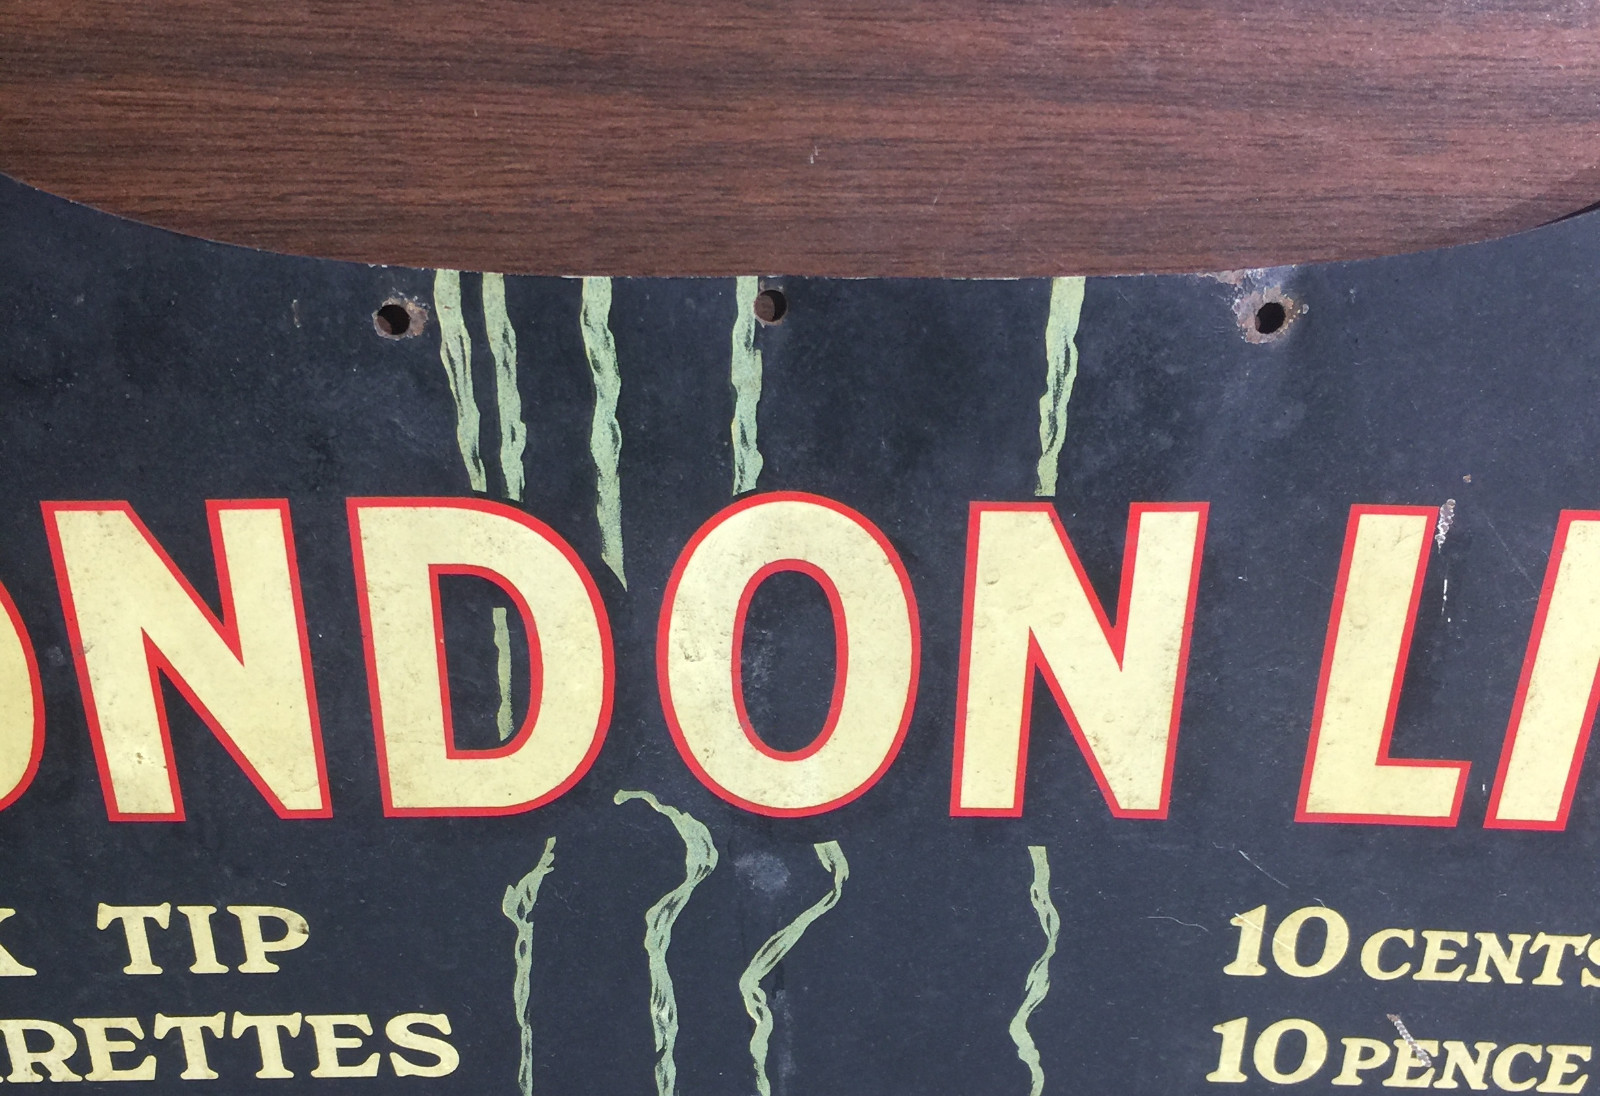 ONDON LI
K TIP
RETTES
10 CENTS
10 PENCE